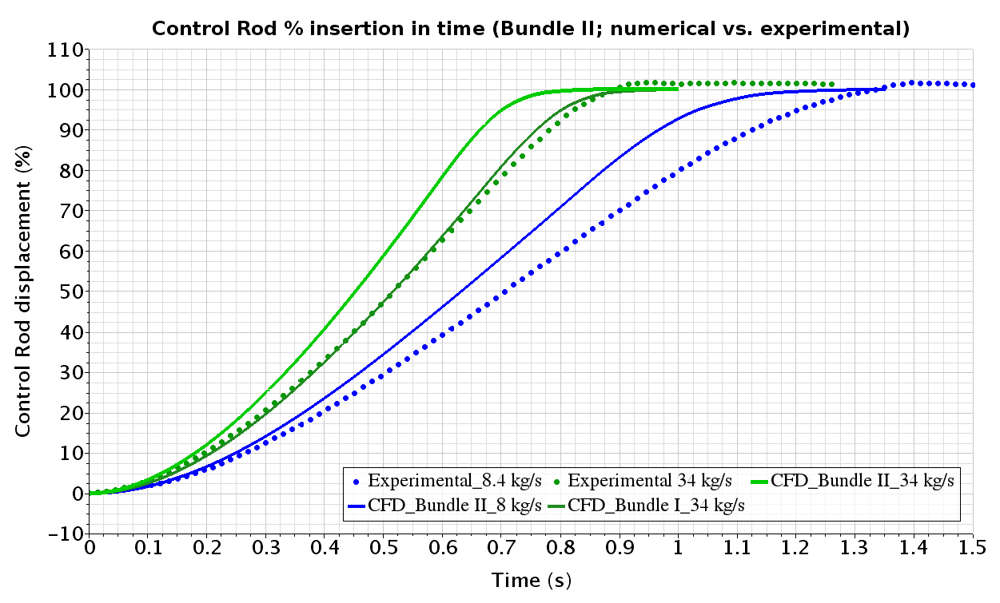 Control Rod % insertion in time (Bundle II; numerical vs. experimental)
110
100
90
80
70
60
50
40
30
20
10
0
−10
Control Rod displacement (%)
Experimental_8.4 kg/s Experimental 34 kg/s CFD_Bundle II_34 kg/s
CFD_Bundle II_8 kg/s CFD_Bundle I_34 kg/s
0 0.1 0.2 0.3 0.4 0.5 0.6 0.7 0.8 0.9 1 1.1 1.2 1.3 1.4 1.5
Time (s)